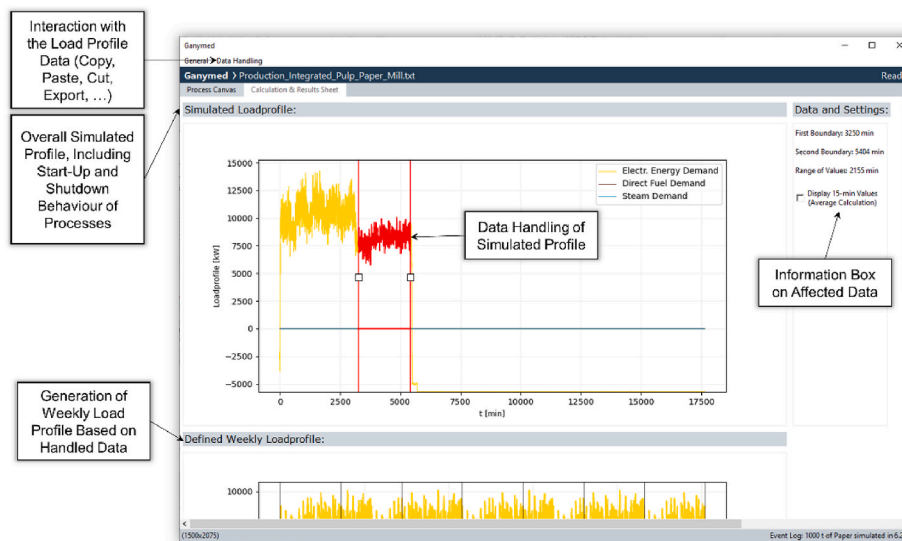 Interaction with
the Load Profile
Data (Copy,
Paste, Cut,
Export, ...)
Overall Simulated
Profile, Including
Start-Up and
Shutdown
Behaviour of
Processes
Generation of
Weekly Load
Profile Based on
Handled Data
Ganymed
General Data Handling
Ganymed > Production_Integrated_Pulp_Paper_Mill.txt
Read
Process Canvas Calculation & Results Sheet
Simulated Loadprofile:
Data and Settings:
First Boundary: 3250 min
Second Boundary: 5404 min
Range of Values: 2155 min
Display 15-min Values
(Average Calculation)
Information Box
on Affected Data
Electr. Energy Demand
Direct Fuel Demand
Steam Demand
Data Handling of
Simulated Profile
Loadprofile [kW]
15000
12500
10000
7500
5000
2500
0
−2500
−5000
0 2500 5000 7500 10000 12500 15000 17500
t [min]
Defined Weekly Loadprofile:
10000
(1500x2075)
Event Log: 1000 t of Paper simulated in 6.2